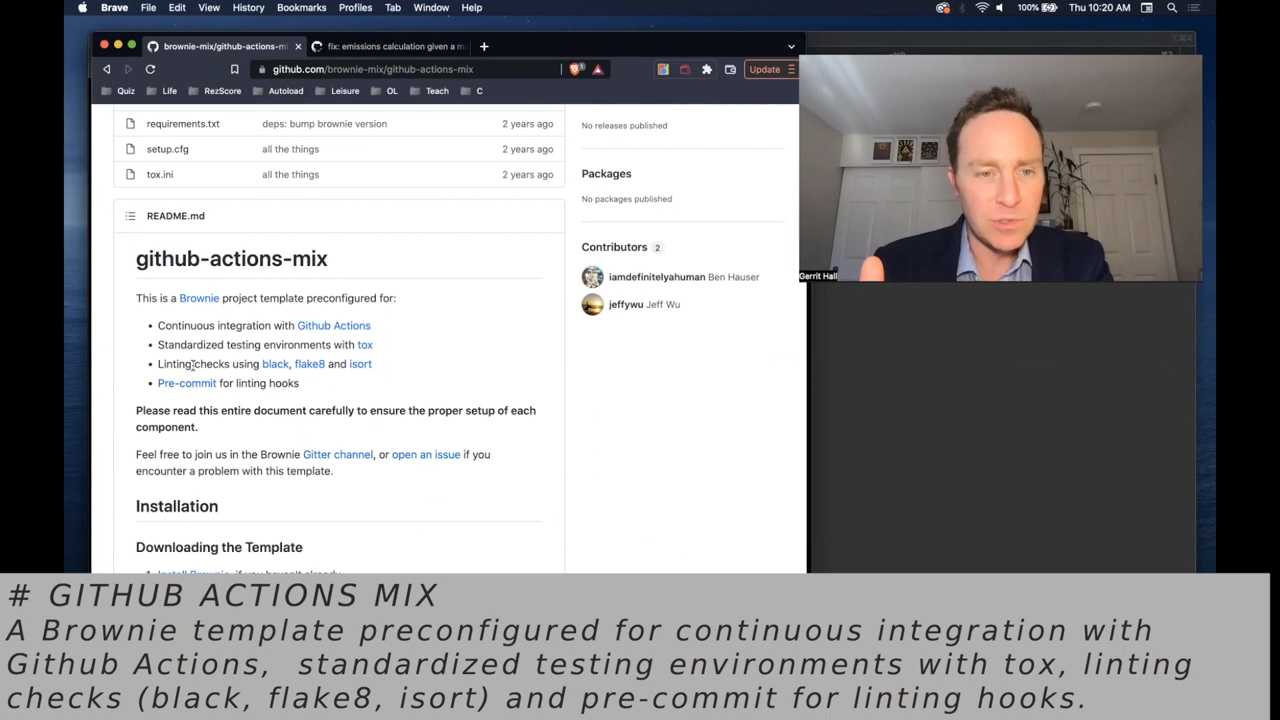 Brave File Edit View History Bookmarks Profiles Tab Window Help 100% Thu 10:20 AM
brownie-mix/github-actions-mi
fix: emissions calculation given a m
github.com/brownie-mix/github-actions-mix
Update
Quiz Life RezScore Autoload Leisure OL Teach C
requirements.txt deps: bump brownie version 2 years ago
setup.cfg all the things 2 years ago
tox.ini all the things 2 years ago
README.md
github-actions-mix
This is a Brownie project template preconfigured for:
• Continuous integration with Github Actions
• Standardized testing environments with tox
• Linting checks using black, flake8 and isort
• Pre-commit for linting hooks
Please read this entire document carefully to ensure the proper setup of each
component.
Feel free to join us in the Brownie Gitter channel, or open an issue if you
encounter a problem with this template.
Installation
Downloading the Template
No releases published
Packages
No packages published
Contributors 2
iamdefinitelyahuman Ben Hauser
jeffywu Jeff Wu
Gerrit Hall
# GITHUB ACTIONS MIX
A Brownie template preconfigured for continuous integration with
Github Actions, standardized testing environments with tox, linting
checks (black, flake8, isort) and pre-commit for linting hooks.